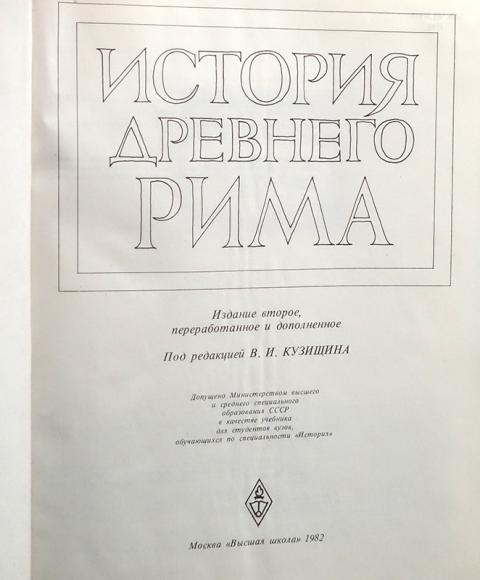 ИСТОРИЯ
ДРЕВНЕГО
РИМА
Издание второе,
переработанное и дополненное
Под редакцией В. И. КУЗИЩИНА
Допущено Министерством высшего
и среднего специального
образования СССР
в качестве учебника
для студентов вузов,
обучающихся по специальности «История»
Москва «Высшая школа» 1982